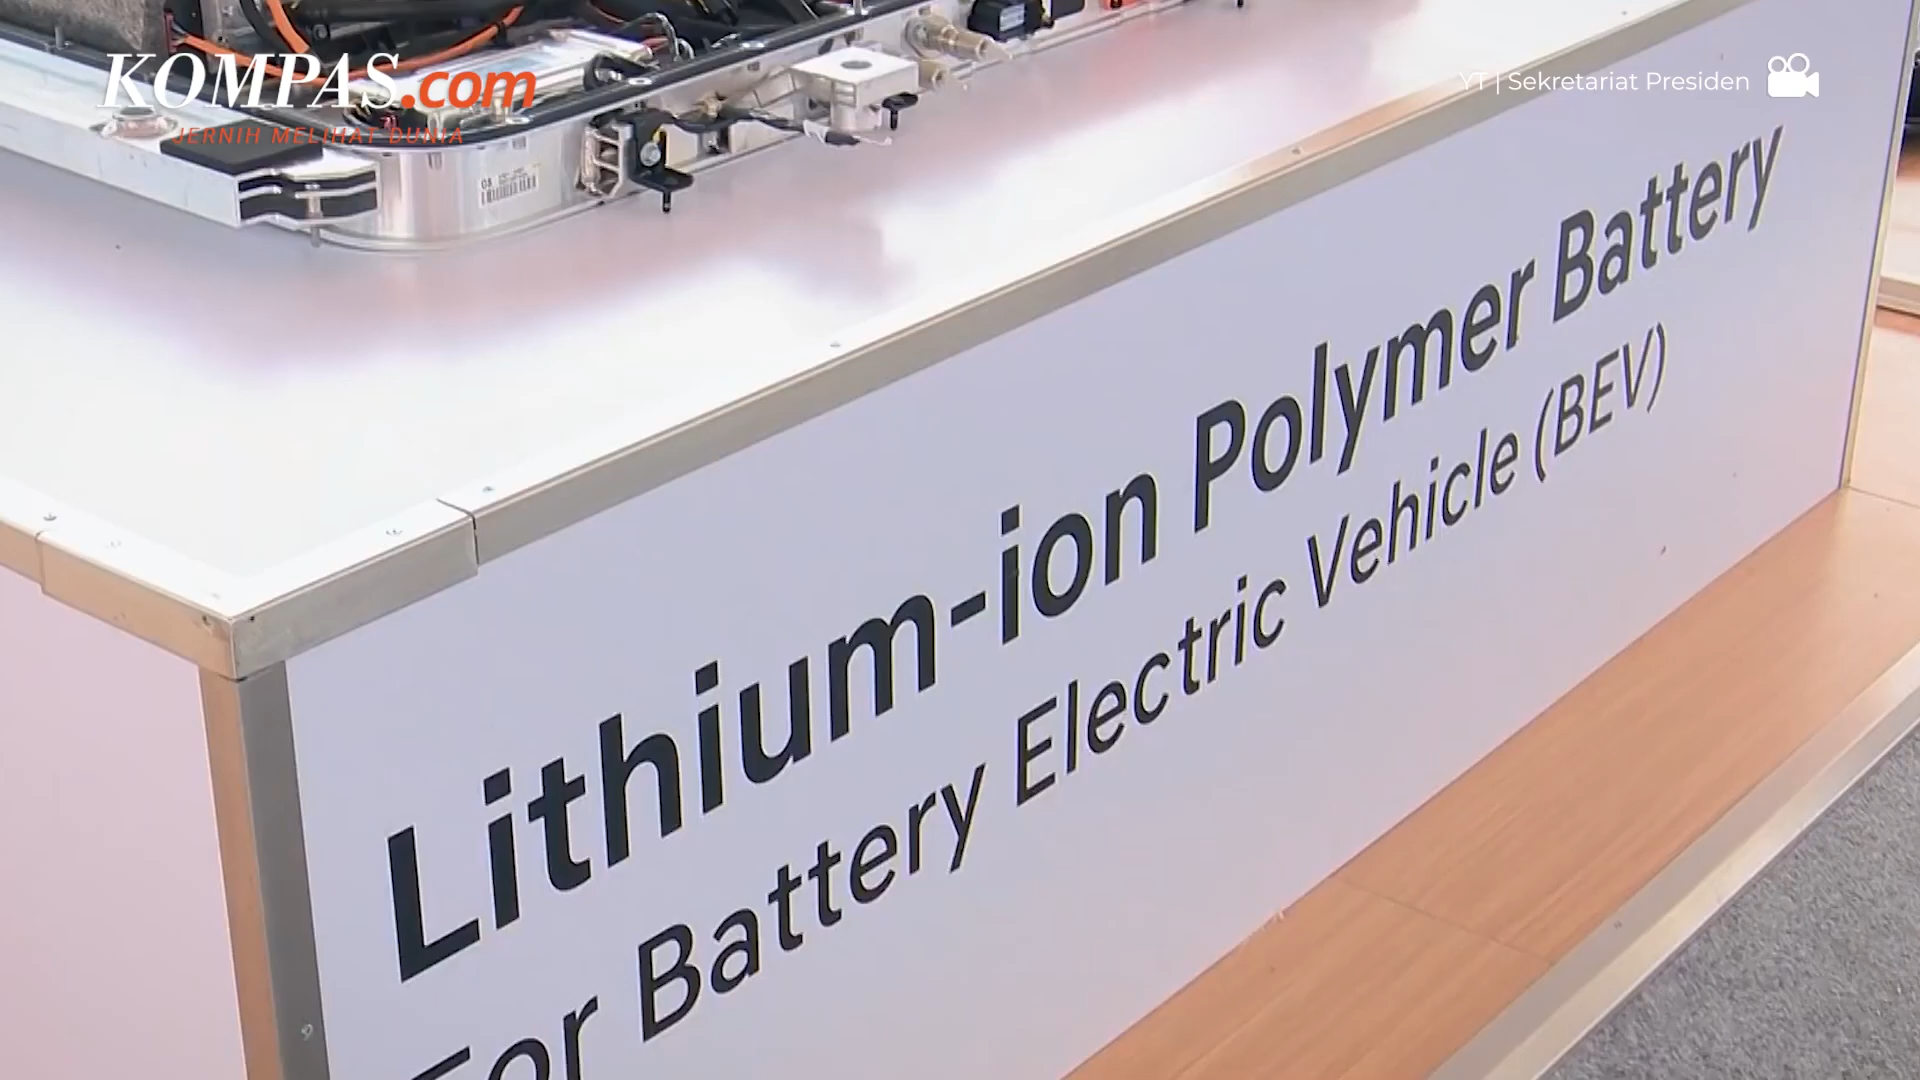 KOMPAS.com
JERNIH MELIHAT DUNIA
YT | Sekretariat Presiden
Lithium-ion Polymer Battery
For Battery Electric Vehicle (BEV)